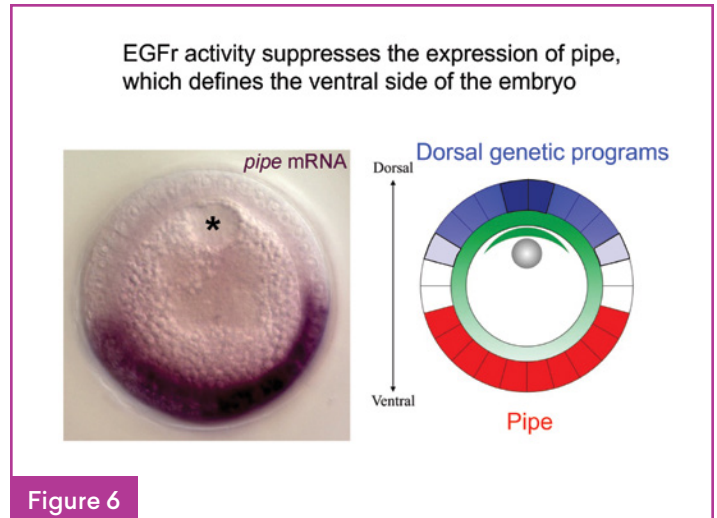 EGFr activity suppresses the expression of pipe,
which defines the ventral side of the embryo
pipe mRNA
*
Dorsal genetic programs
Dorsal
Ventral
Pipe
Figure 6